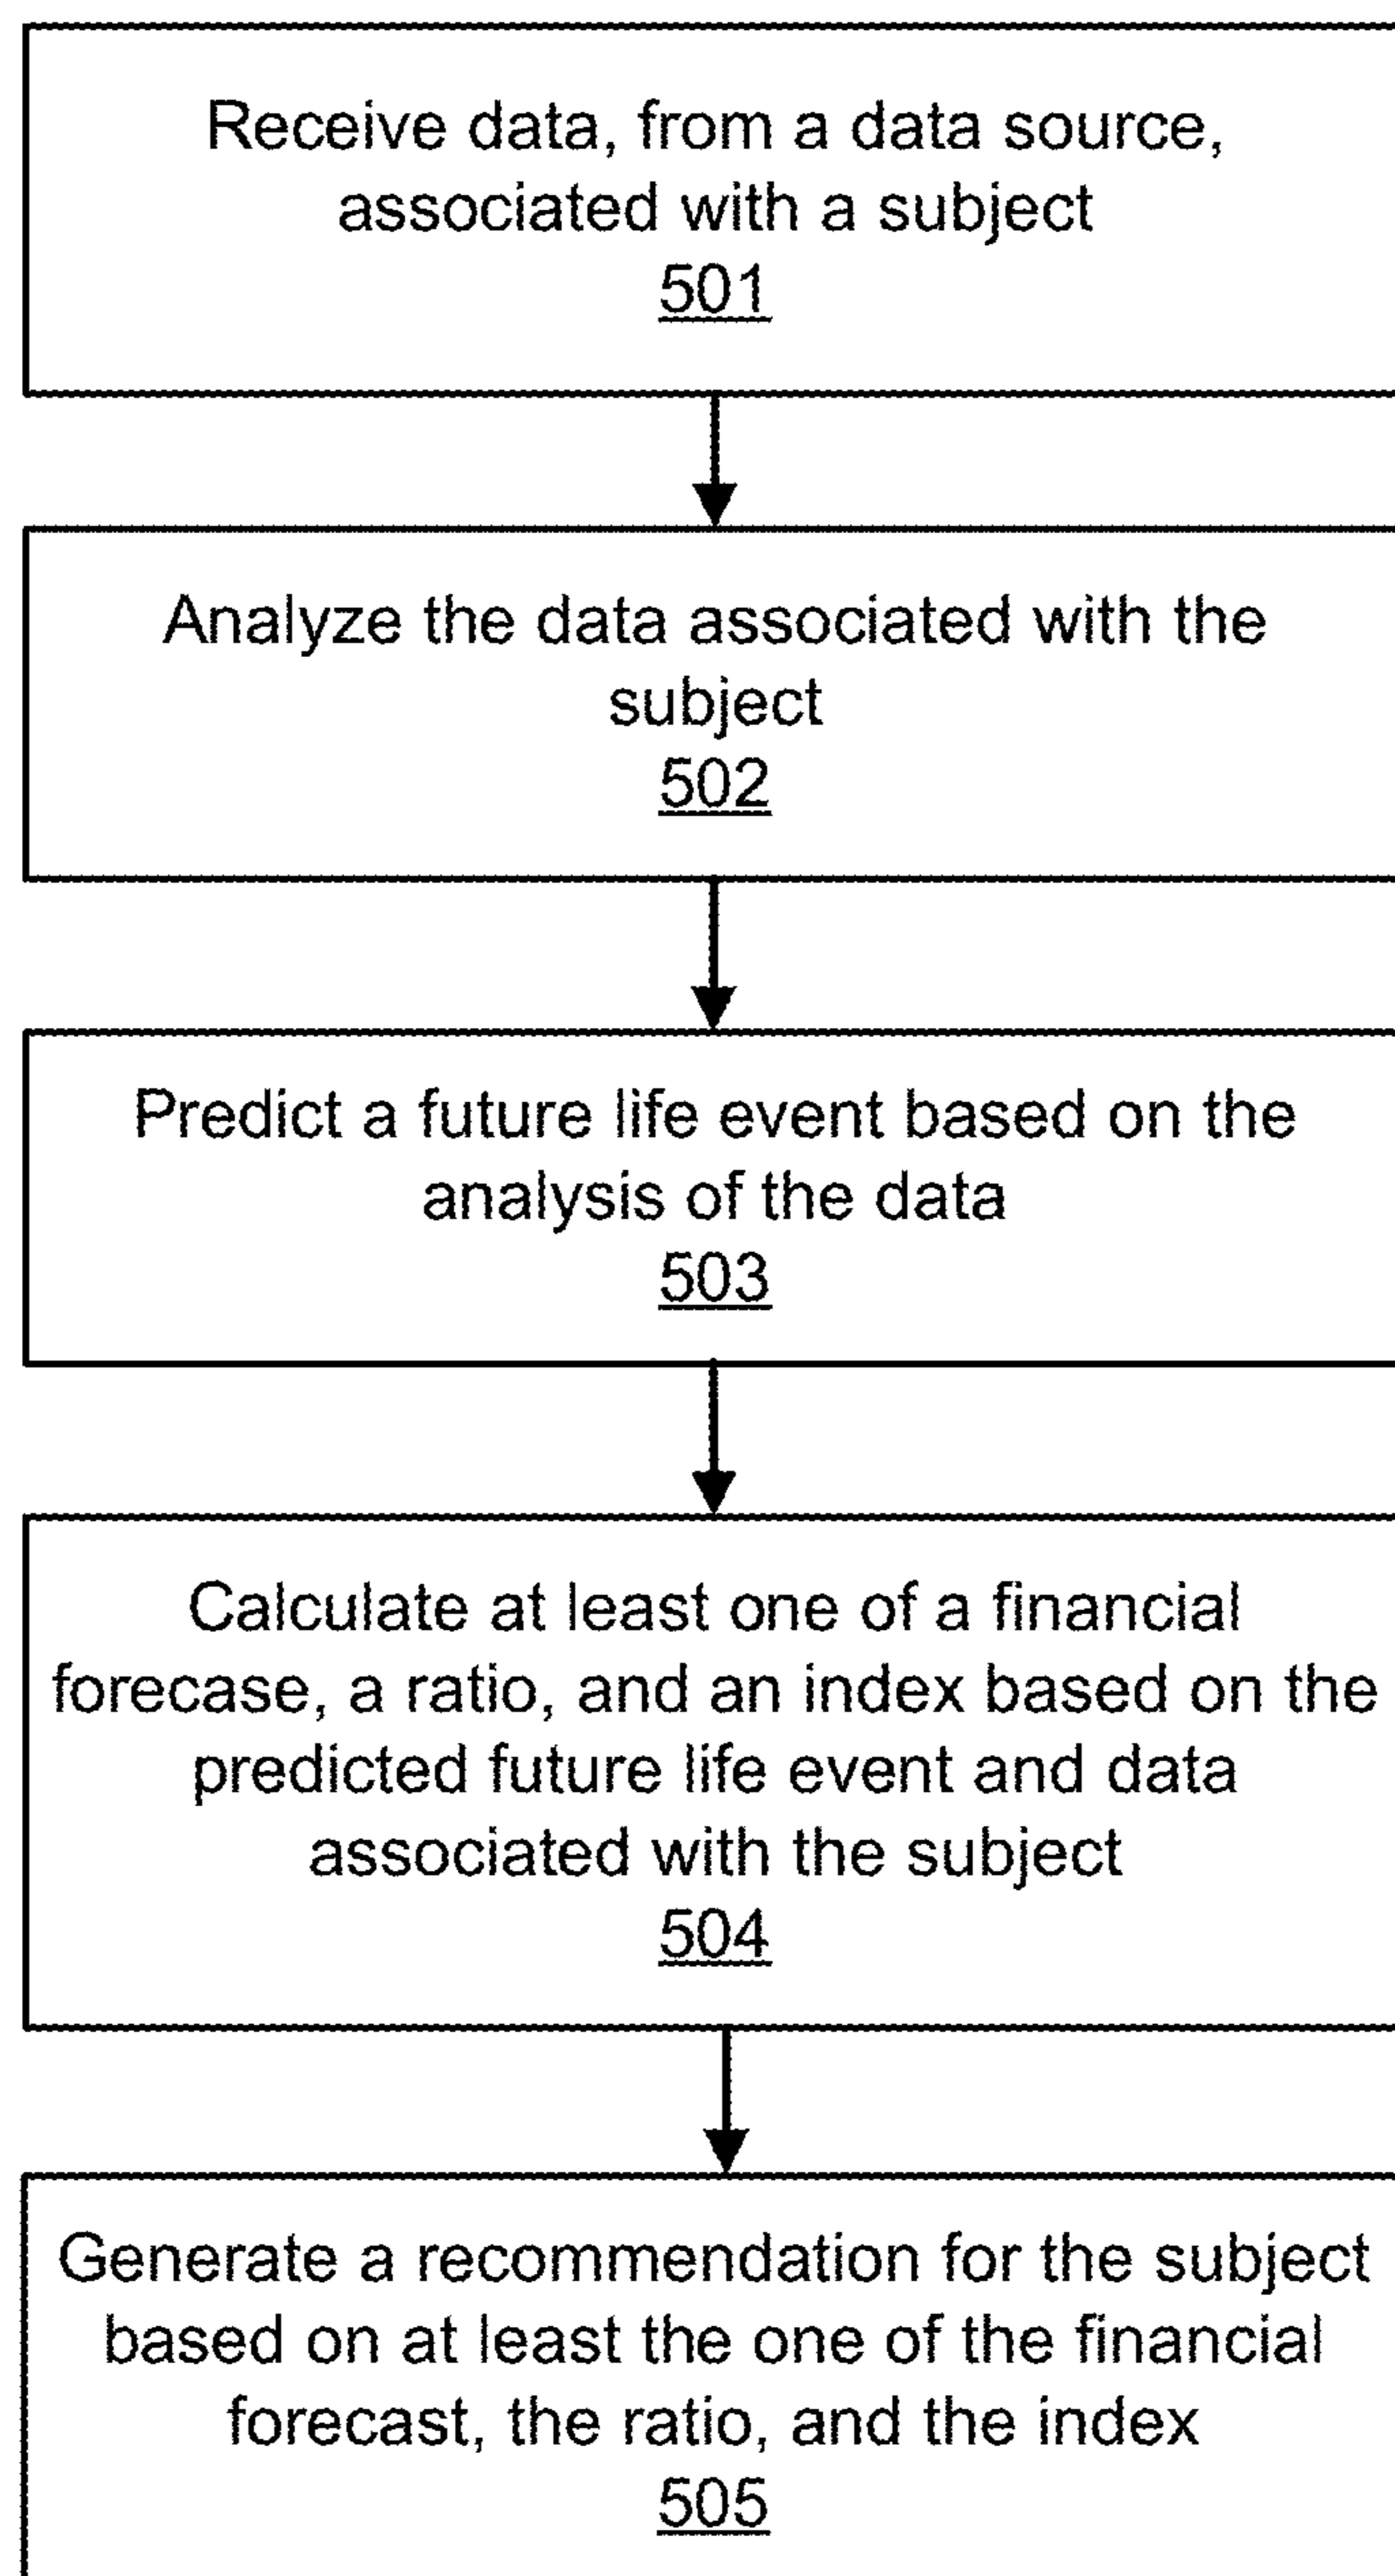 Receive data, from a data source,
associated with a subject
501
Analyze the data associated with the
subject
502
Predict a future life event based on the
analysis of the data
503
Calculate at least one of a financial
forecase, a ratio, and an index based on the
predicted future life event and data
associated with the subject
504
Generate a recommendation for the subject
based on at least the one of the financial
forecast, the ratio, and the index
505